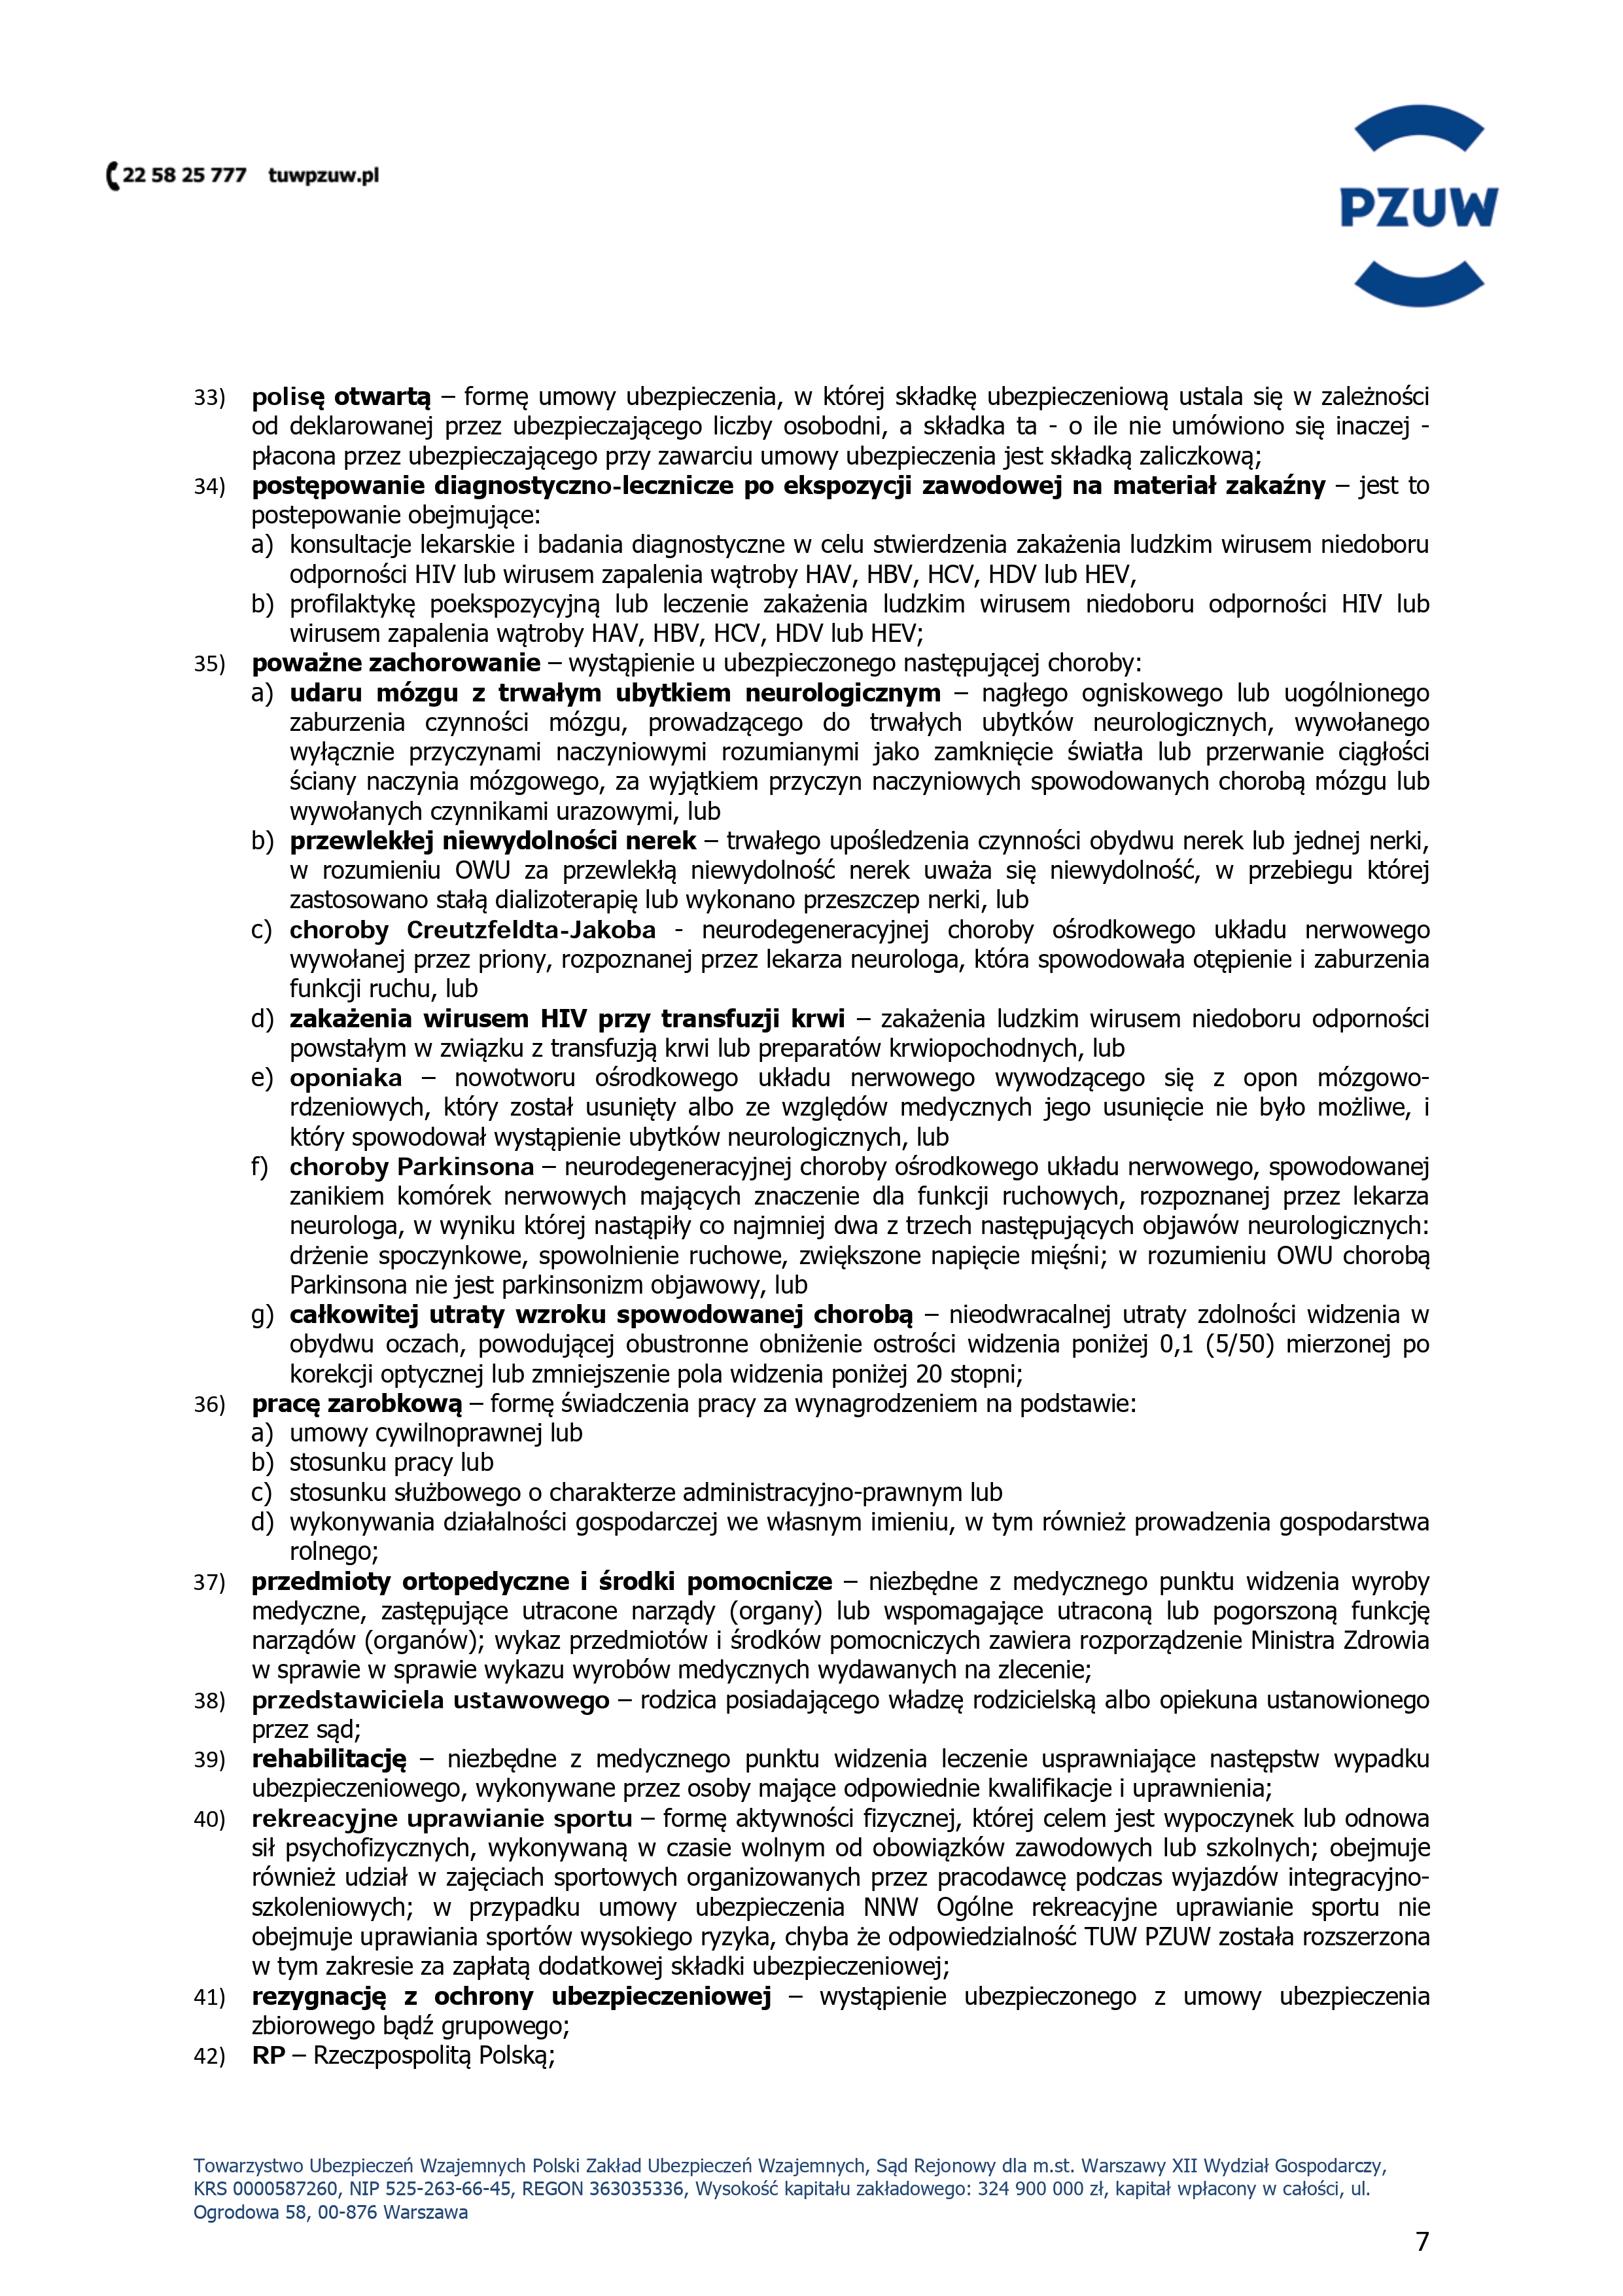 22 58 25 777 tuwpzuw.pl
PZUW
33) polisę otwartą – formę umowy ubezpieczenia, w której składkę ubezpieczeniową ustala się w zależności
od deklarowanej przez ubezpieczającego liczby osobodni, a składka ta - o ile nie umówiono się inaczej -
płacona przez ubezpieczającego przy zawarciu umowy ubezpieczenia jest składką zaliczkową;
34) postępowanie diagnostyczno-lecznicze po ekspozycji zawodowej na materiał zakaźny – jest to
postepowanie obejmujące:
a) konsultacje lekarskie i badania diagnostyczne w celu stwierdzenia zakażenia ludzkim wirusem niedoboru
odporności HIV lub wirusem zapalenia wątroby HAV, HBV, HCV, HDV lub HEV,
b) profilaktykę poekspozycyjną lub leczenie zakażenia ludzkim wirusem niedoboru odporności HIV lub
wirusem zapalenia wątroby HAV, HBV, HCV, HDV lub HEV;
35) poważne zachorowanie – wystąpienie u ubezpieczonego następującej choroby:
a) udaru mózgu z trwałym ubytkiem neurologicznym – nagłego ogniskowego lub uogólnionego
zaburzenia czynności mózgu, prowadzącego do trwałych ubytków neurologicznych, wywołanego
wyłącznie przyczynami naczyniowymi rozumianymi jako zamknięcie światła lub przerwanie ciągłości
ściany naczynia mózgowego, za wyjątkiem przyczyn naczyniowych spowodowanych chorobą mózgu lub
wywołanych czynnikami urazowymi, lub
b) przewlekłej niewydolności nerek – trwałego upośledzenia czynności obydwu nerek lub jednej nerki,
w rozumieniu OWU za przewlekłą niewydolność nerek uważa się niewydolność, w przebiegu której
zastosowano stałą dializoterapię lub wykonano przeszczep nerki, lub
c) choroby Creutzfeldta-Jakoba - neurodegeneracyjnej choroby ośrodkowego układu nerwowego
wywołanej przez priony, rozpoznanej przez lekarza neurologa, która spowodowała otępienie i zaburzenia
funkcji ruchu, lub
d) zakażenia wirusem HIV przy transfuzji krwi – zakażenia ludzkim wirusem niedoboru odporności
powstałym w związku z transfuzją krwi lub preparatów krwiopochodnych, lub
e) oponiaka – nowotworu ośrodkowego układu nerwowego wywodzącego się z opon mózgowo-
rdzeniowych, który został usunięty albo ze względów medycznych jego usunięcie nie było możliwe, i
który spowodował wystąpienie ubytków neurologicznych, lub
f) choroby Parkinsona – neurodegeneracyjnej choroby ośrodkowego układu nerwowego, spowodowanej
zanikiem komórek nerwowych mających znaczenie dla funkcji ruchowych, rozpoznanej przez lekarza
neurologa, w wyniku której nastąpiły co najmniej dwa z trzech następujących objawów neurologicznych:
drżenie spoczynkowe, spowolnienie ruchowe, zwiększone napięcie mięśni; w rozumieniu OWU chorobą
Parkinsona nie jest parkinsonizm objawowy, lub
g) całkowitej utraty wzroku spowodowanej chorobą – nieodwracalnej utraty zdolności widzenia w
obydwu oczach, powodującej obustronne obniżenie ostrości widzenia poniżej 0,1 (5/50) mierzonej po
korekcji optycznej lub zmniejszenie pola widzenia poniżej 20 stopni;
36) pracę zarobkową – formę świadczenia pracy za wynagrodzeniem na podstawie:
a) umowy cywilnoprawnej lub
b) stosunku pracy lub
c) stosunku służbowego o charakterze administracyjno-prawnym lub
d) wykonywania działalności gospodarczej we własnym imieniu, w tym również prowadzenia gospodarstwa
rolnego;
37) przedmioty ortopedyczne i środki pomocnicze – niezbędne z medycznego punktu widzenia wyroby
medyczne, zastępujące utracone narządy (organy) lub wspomagające utraconą lub pogorszoną funkcję
narządów (organów); wykaz przedmiotów i środków pomocniczych zawiera rozporządzenie Ministra Zdrowia
w sprawie w sprawie wykazu wyrobów medycznych wydawanych na zlecenie;
38) przedstawiciela ustawowego – rodzica posiadającego władzę rodzicielską albo opiekuna ustanowionego
przez sąd;
39) rehabilitację – niezbędne z medycznego punktu widzenia leczenie usprawniające następstw wypadku
ubezpieczeniowego, wykonywane przez osoby mające odpowiednie kwalifikacje i uprawnienia;
40) rekreacyjne uprawianie sportu – formę aktywności fizycznej, której celem jest wypoczynek lub odnowa
sił psychofizycznych, wykonywaną w czasie wolnym od obowiązków zawodowych lub szkolnych; obejmuje
również udział w zajęciach sportowych organizowanych przez pracodawcę podczas wyjazdów integracyjno-
szkoleniowych; w przypadku umowy ubezpieczenia NNW Ogólne rekreacyjne uprawianie sportu nie
obejmuje uprawiania sportów wysokiego ryzyka, chyba że odpowiedzialność TUW PZUW została rozszerzona
w tym zakresie za zapłatą dodatkowej składki ubezpieczeniowej;
41) rezygnację z ochrony ubezpieczeniowej – wystąpienie ubezpieczonego z umowy ubezpieczenia
zbiorowego bądź grupowego;
42) RP – Rzeczpospolitą Polską;
Towarzystwo Ubezpieczeń Wzajemnych Polski Zakład Ubezpieczeń Wzajemnych, Sąd Rejonowy dla m.st. Warszawy XII Wydział Gospodarczy,
KRS 0000587260, NIP 525-263-66-45, REGON 363035336, Wysokość kapitału zakładowego: 324 900 000 zł, kapitał wpłacony w całości, ul.
Ogrodowa 58, 00-876 Warszawa
7